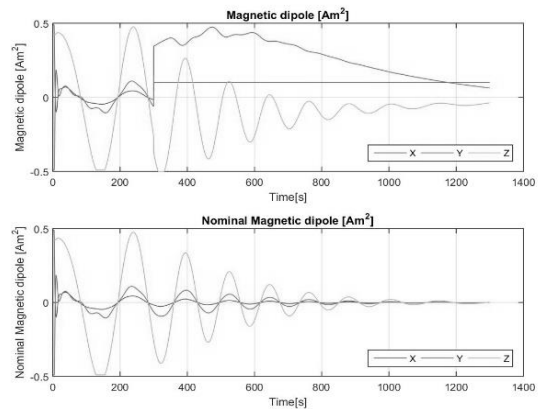 Magnetic dipole [Am²]
Magnetic dipole [Am²]
0.5
0
-0.5
0 200 400 600 800 1000 1200 1400
Time[s]
X Y Z
Nominal Magnetic dipole [Am²]
Nominal Magnetic dipole [Am²]
0.5
0
-0.5
0 200 400 600 800 1000 1200 1400
Time[s]
X Y Z